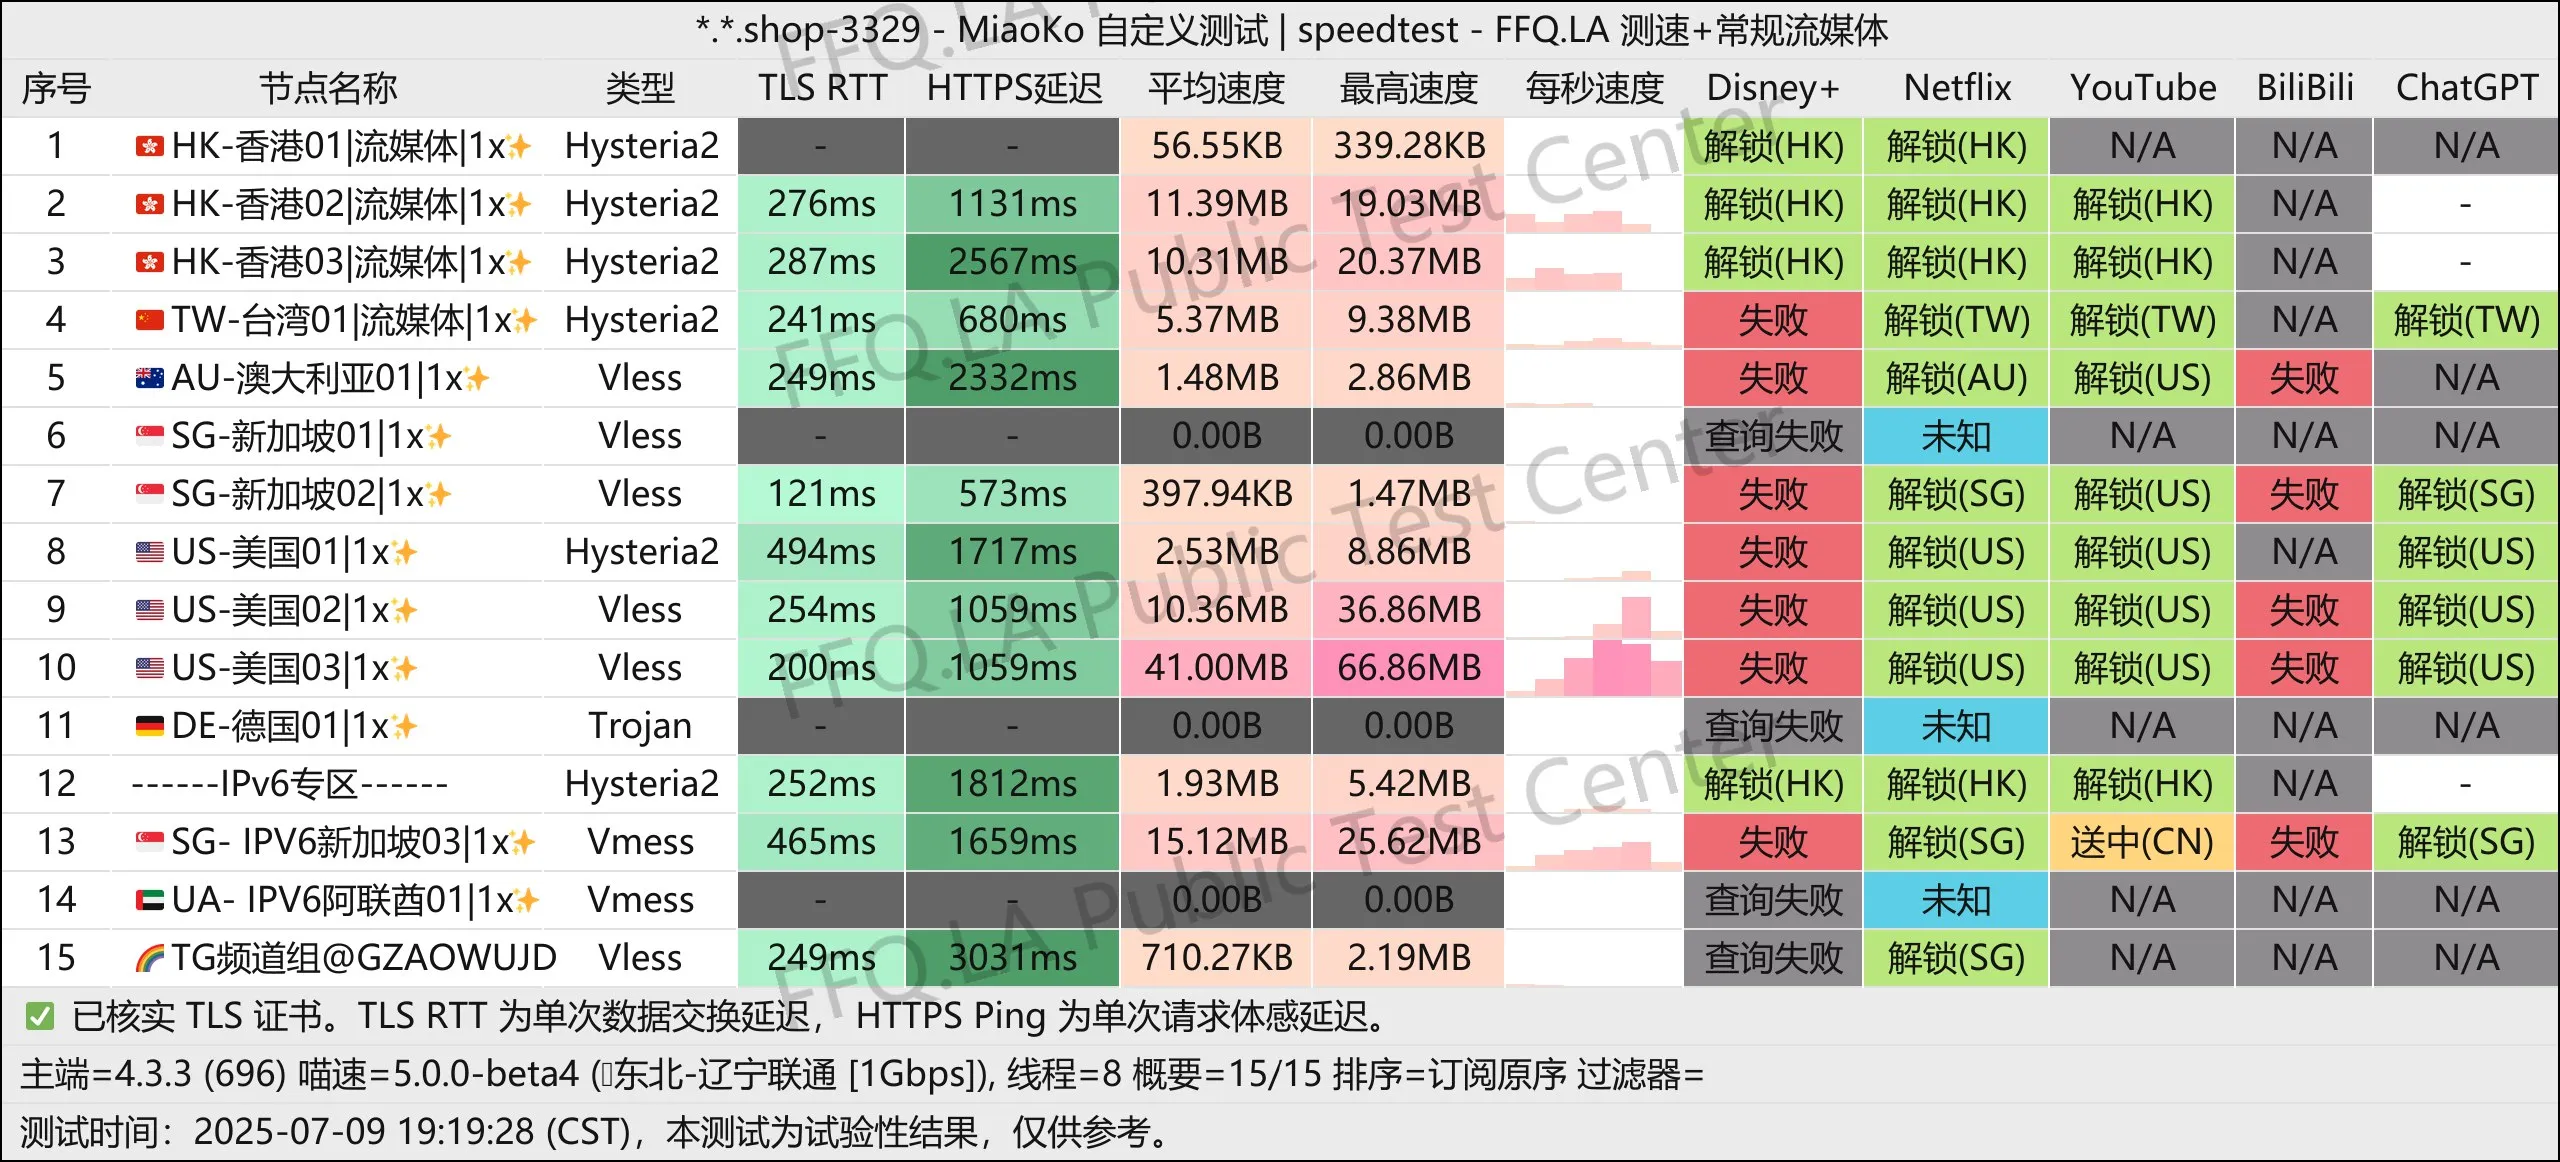 *.*.shop-3329 - MiaoKo 自定义测试 | speedtest - FFQ.LA 测速+常规流媒体
序号 节点名称 类型 TLS RTT HTTPS延迟 平均速度 最高速度 每秒速度 Disney+ Netflix YouTube BiliBili ChatGPT
1 🇭🇰 HK-香港01|流媒体|1x✨ Hysteria2 - - 56.55KB 339.28KB 解锁(HK) 解锁(HK) N/A N/A N/A
2 🇭🇰 HK-香港02|流媒体|1x✨ Hysteria2 276ms 1131ms 11.39MB 19.03MB 解锁(HK) 解锁(HK) 解锁(HK) N/A -
3 🇭🇰 HK-香港03|流媒体|1x✨ Hysteria2 287ms 2567ms 10.31MB 20.37MB 解锁(HK) 解锁(HK) 解锁(HK) N/A -
4 🇨🇳 TW-台湾01|流媒体|1x✨ Hysteria2 241ms 680ms 5.37MB 9.38MB 失败 解锁(TW) 解锁(TW) N/A 解锁(TW)
5 🇦🇺 AU-澳大利亚01|1x✨ Vless 249ms 2332ms 1.48MB 2.86MB 失败 解锁(AU) 解锁(US) 失败 N/A
6 🇸🇬 SG-新加坡01|1x✨ Vless - - 0.00B 0.00B 查询失败 未知 N/A N/A N/A
7 🇸🇬 SG-新加坡02|1x✨ Vless 121ms 573ms 397.94KB 1.47MB 失败 解锁(SG) 解锁(US) 失败 解锁(SG)
8 🇺🇸 US-美国01|1x✨ Hysteria2 494ms 1717ms 2.53MB 8.86MB 失败 解锁(US) 解锁(US) N/A 解锁(US)
9 🇺🇸 US-美国02|1x✨ Vless 254ms 1059ms 10.36MB 36.86MB 失败 解锁(US) 解锁(US) 失败 解锁(US)
10 🇺🇸 US-美国03|1x✨ Vless 200ms 1059ms 41.00MB 66.86MB 失败 解锁(US) 解锁(US) 失败 解锁(US)
11 🇩🇪 DE-德国01|1x✨ Trojan - - 0.00B 0.00B 查询失败 未知 N/A N/A N/A
12 ------IPv6专区------ Hysteria2 252ms 1812ms 1.93MB 5.42MB 解锁(HK) 解锁(HK) 解锁(HK) N/A -
13 🇸🇬 SG- IPV6新加坡03|1x✨ Vmess 465ms 1659ms 15.12MB 25.62MB 失败 解锁(SG) 送中(CN) 失败 解锁(SG)
14 🇦🇪 UA- IPV6阿联酋01|1x✨ Vmess - - 0.00B 0.00B 查询失败 未知 N/A N/A N/A
15 🌈 TG频道组@GZAOWUJD Vless 249ms 3031ms 710.27KB 2.19MB 查询失败 解锁(SG) N/A N/A N/A
✅ 已核实 TLS 证书。TLS RTT 为单次数据交换延迟， HTTPS Ping 为单次请求体感延迟。
主端=4.3.3 (696) 喵速=5.0.0-beta4 (东北-辽宁联通 [1Gbps]), 线程=8 概要=15/15 排序=订阅原序 过滤器=
测试时间：2025-07-09 19:19:28 (CST)，本测试为试验性结果，仅供参考。
FFQ.LA Public Test Center
FFQ.LA Public Test Center
FFQ.LA Public Test Center
FFQ.LA